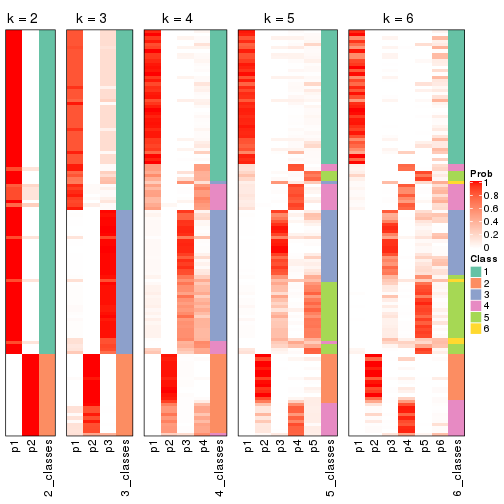 k = 2
k = 3
k = 4
k = 5
k = 6
p1
p2
2_classes
p1
p2
p3
3_classes
p1
p2
p3
p4
4_classes
p1
p2
p3
p4
p5
5_classes
p1
p2
p3
p4
p5
p6
6_classes
Prob
1
0.8
0.6
0.4
0.2
0
Class
1
2
3
4
5
6